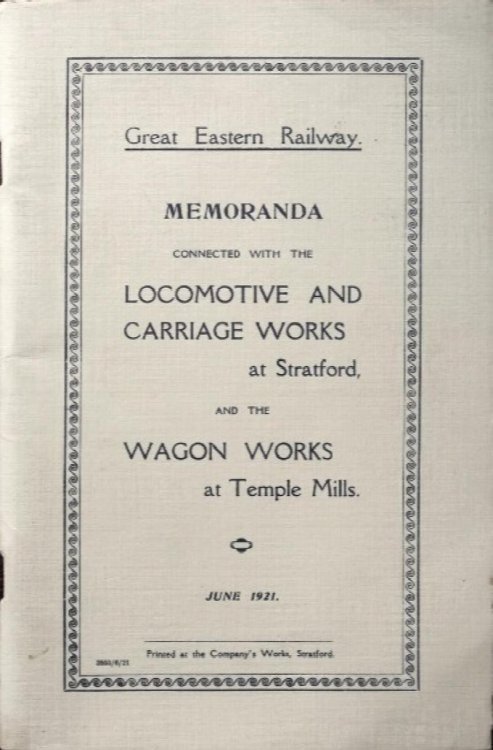 Great Eastern Railway.
MEMORANDA
CONNECTED WITH THE
LOCOMOTIVE AND
CARRIAGE WORKS
at Stratford,
AND THE
WAGON WORKS
at Temple Mills.
JUNE 1921.
Printed at the Company's Works, Stratford.